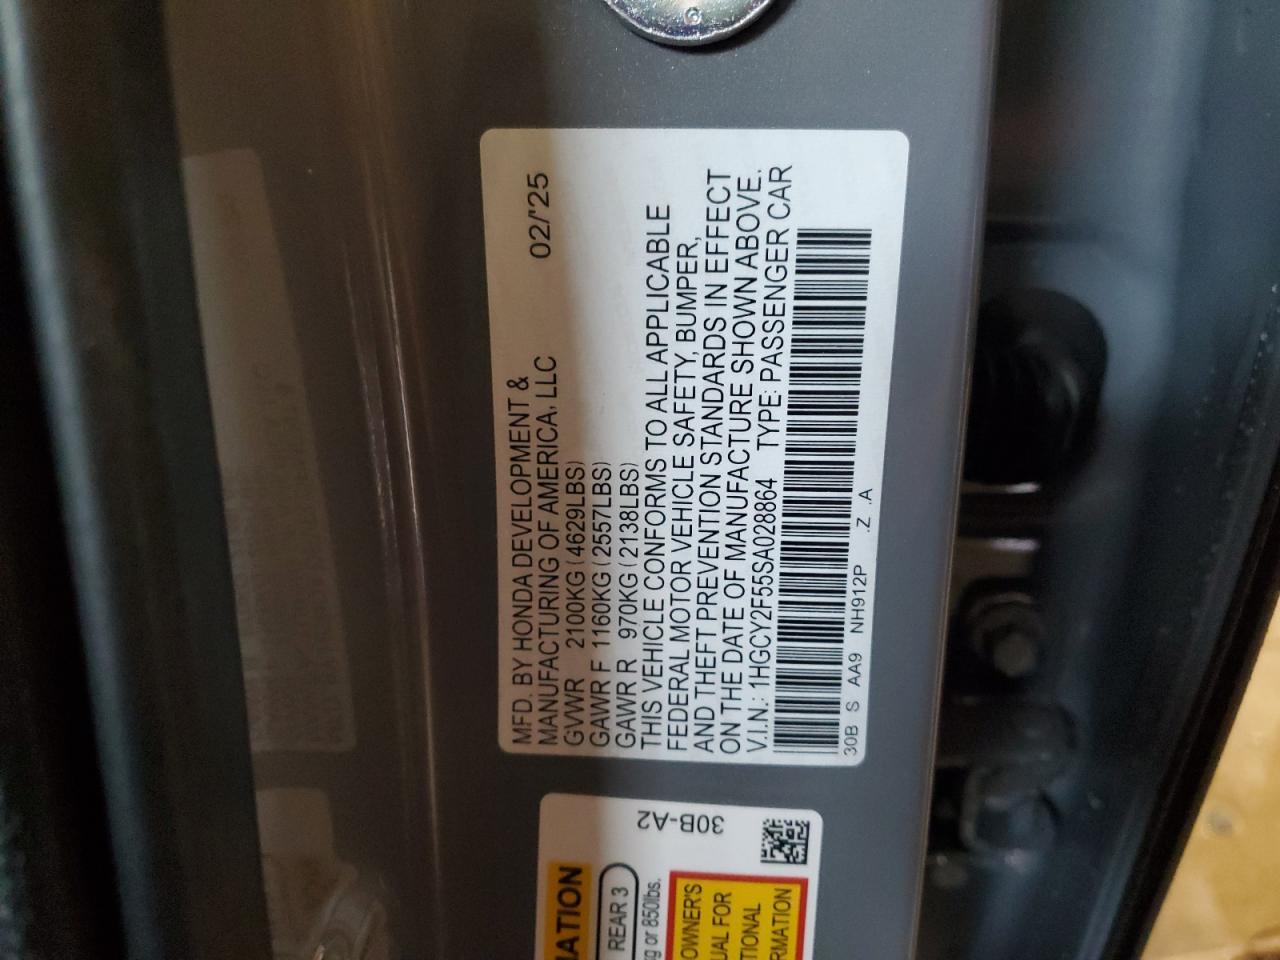 MFD. BY HONDA DEVELOPMENT &
MANUFACTURING OF AMERICA, LLC 02/'25
GVWR 2100KG (4629LBS)
GAWR F 1160KG (2557LBS)
GAWR R 970KG (2138LBS)
THIS VEHICLE CONFORMS TO ALL APPLICABLE
FEDERAL MOTOR VEHICLE SAFETY, BUMPER,
AND THEFT PREVENTION STANDARDS IN EFFECT
ON THE DATE OF MANUFACTURE SHOWN ABOVE.
V.I.N.: 1HGCY2F55SA028864 TYPE: PASSENGER CAR
30B S AA9 NH912P .Z .A
30B-A2
MATION
REAR 3
kg or 850lbs.
OWNER'S
UAL FOR
TIONAL
RMATION